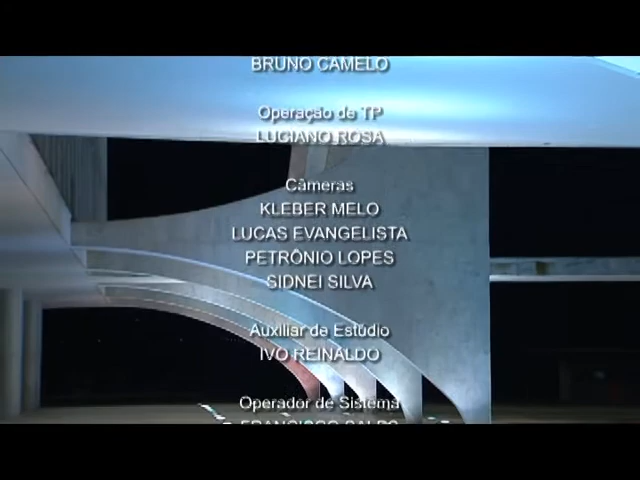 BRUNO CAMELO
Operação de TP
LUCIANO ROSA
Câmeras
KLEBER MELO
LUCAS EVANGELISTA
PETRÔNIO LOPES
SIDNEI SILVA
Auxiliar de Estúdio
IVO REINALDO
Operador de Sistema